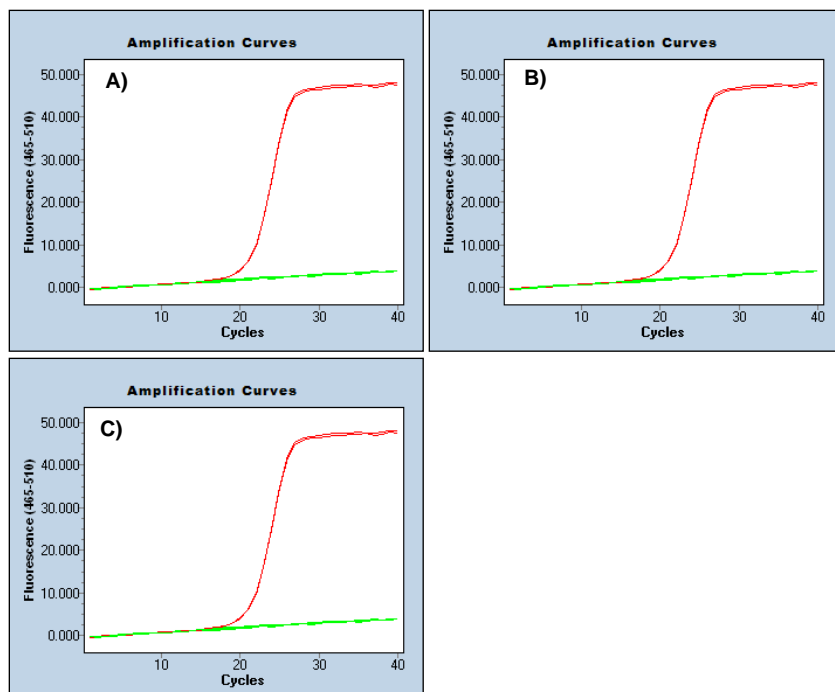 Amplification Curves
A)
Fluorescence (465-510)
50.000
40.000
30.000
20.000
10.000
0.000
10 20 30 40
Cycles
Amplification Curves
B)
Fluorescence (465-510)
50.000
40.000
30.000
20.000
10.000
0.000
10 20 30 40
Cycles
Amplification Curves
C)
Fluorescence (465-510)
50.000
40.000
30.000
20.000
10.000
0.000
10 20 30 40
Cycles